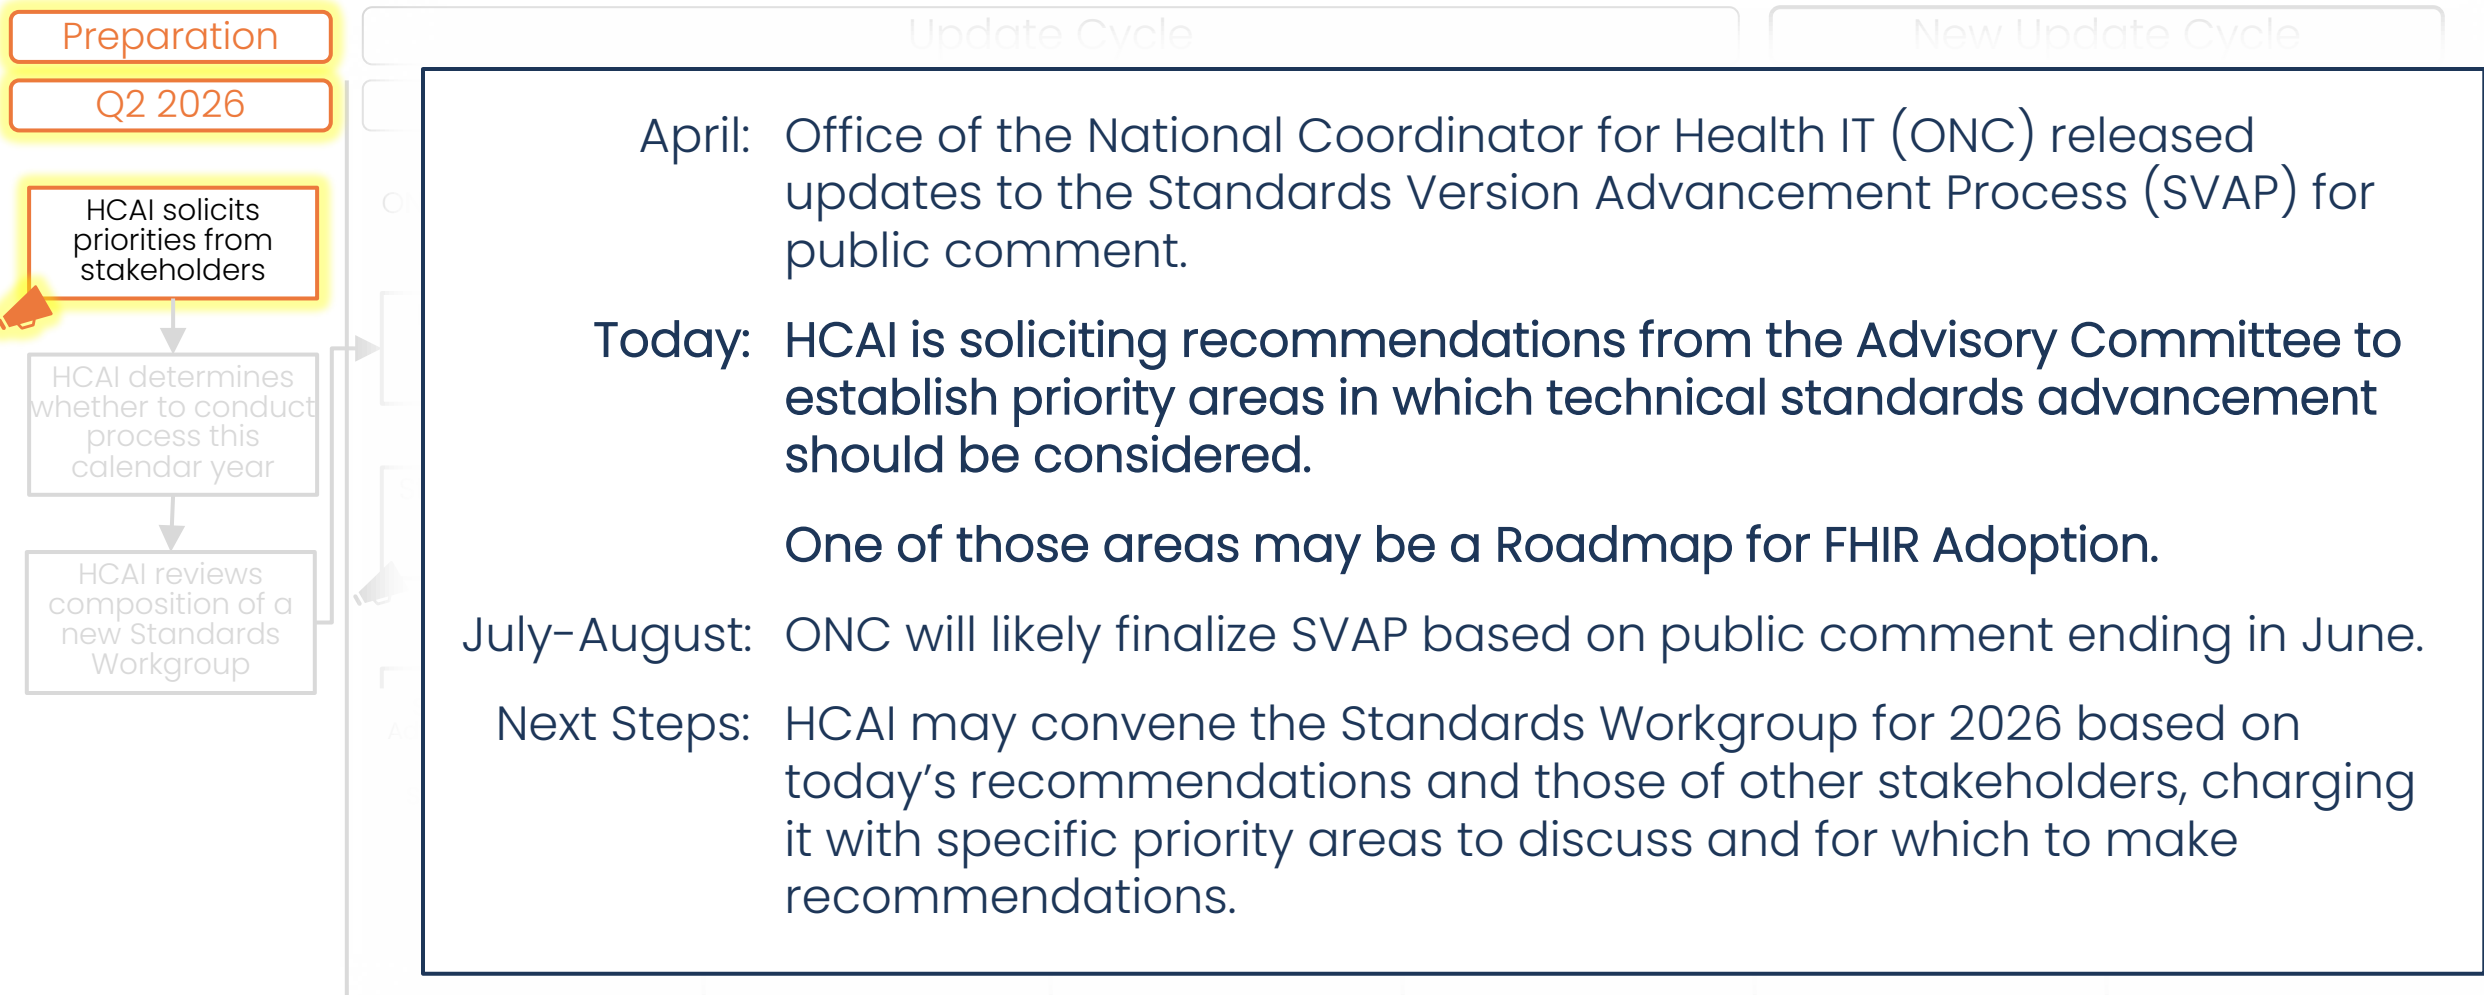 Preparation
Update Cycle
New Update Cycle
Q2 2026
HCAI solicits
priorities from
stakeholders
HCAI determines
whether to conduct
process this
calendar year
HCAI reviews
composition of a
new Standards
Workgroup
April: Office of the National Coordinator for Health IT (ONC) released
updates to the Standards Version Advancement Process (SVAP) for
public comment.
Today: HCAI is soliciting recommendations from the Advisory Committee to
establish priority areas in which technical standards advancement
should be considered.
One of those areas may be a Roadmap for FHIR Adoption.
July-August: ONC will likely finalize SVAP based on public comment ending in June.
Next Steps: HCAI may convene the Standards Workgroup for 2026 based on
today’s recommendations and those of other stakeholders, charging
it with specific priority areas to discuss and for which to make
recommendations.